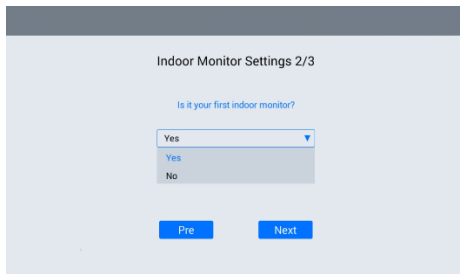 Indoor Monitor Settings 2/3
Is it your first indoor monitor?
Yes
Yes
No
Pre
Next